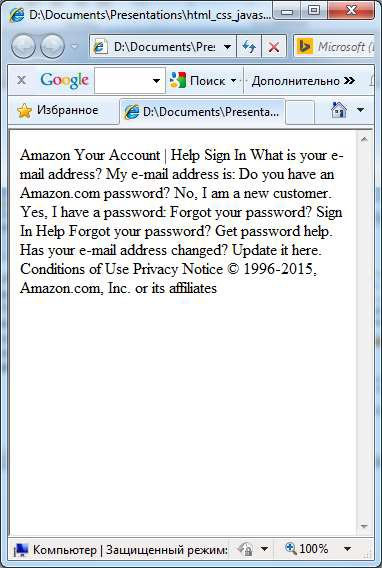 D:\Documents\Presentations\html_css_javas...
D:\Documents\Pre:
Microsoft (
x Google Поиск Дополнительно »
Избранное D:\Documents\Presenta...
Amazon Your Account | Help Sign In What is your e-
mail address? My e-mail address is: Do you have an
Amazon.com password? No, I am a new customer.
Yes, I have a password: Forgot your password? Sign
In Help Forgot your password? Get password help.
Has your e-mail address changed? Update it here.
Conditions of Use Privacy Notice © 1996-2015,
Amazon.com, Inc. or its affiliates
Компьютер | Защищенный режим: 100%